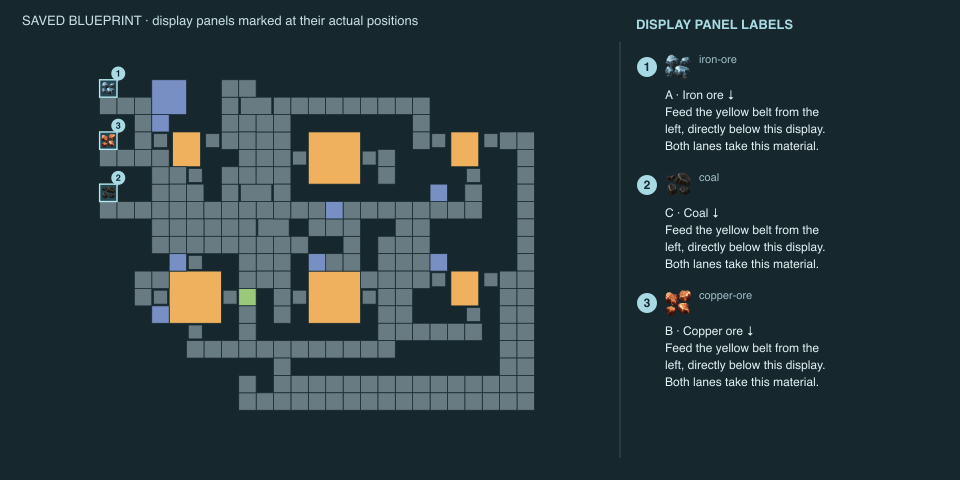 SAVED BLUEPRINT · display panels marked at their actual positions
1
3
2
DISPLAY PANEL LABELS
1
iron-ore
A · Iron ore ↓
Feed the yellow belt from the
left, directly below this display.
Both lanes take this material.
2
coal
C · Coal ↓
Feed the yellow belt from the
left, directly below this display.
Both lanes take this material.
3
copper-ore
B · Copper ore ↓
Feed the yellow belt from the
left, directly below this display.
Both lanes take this material.